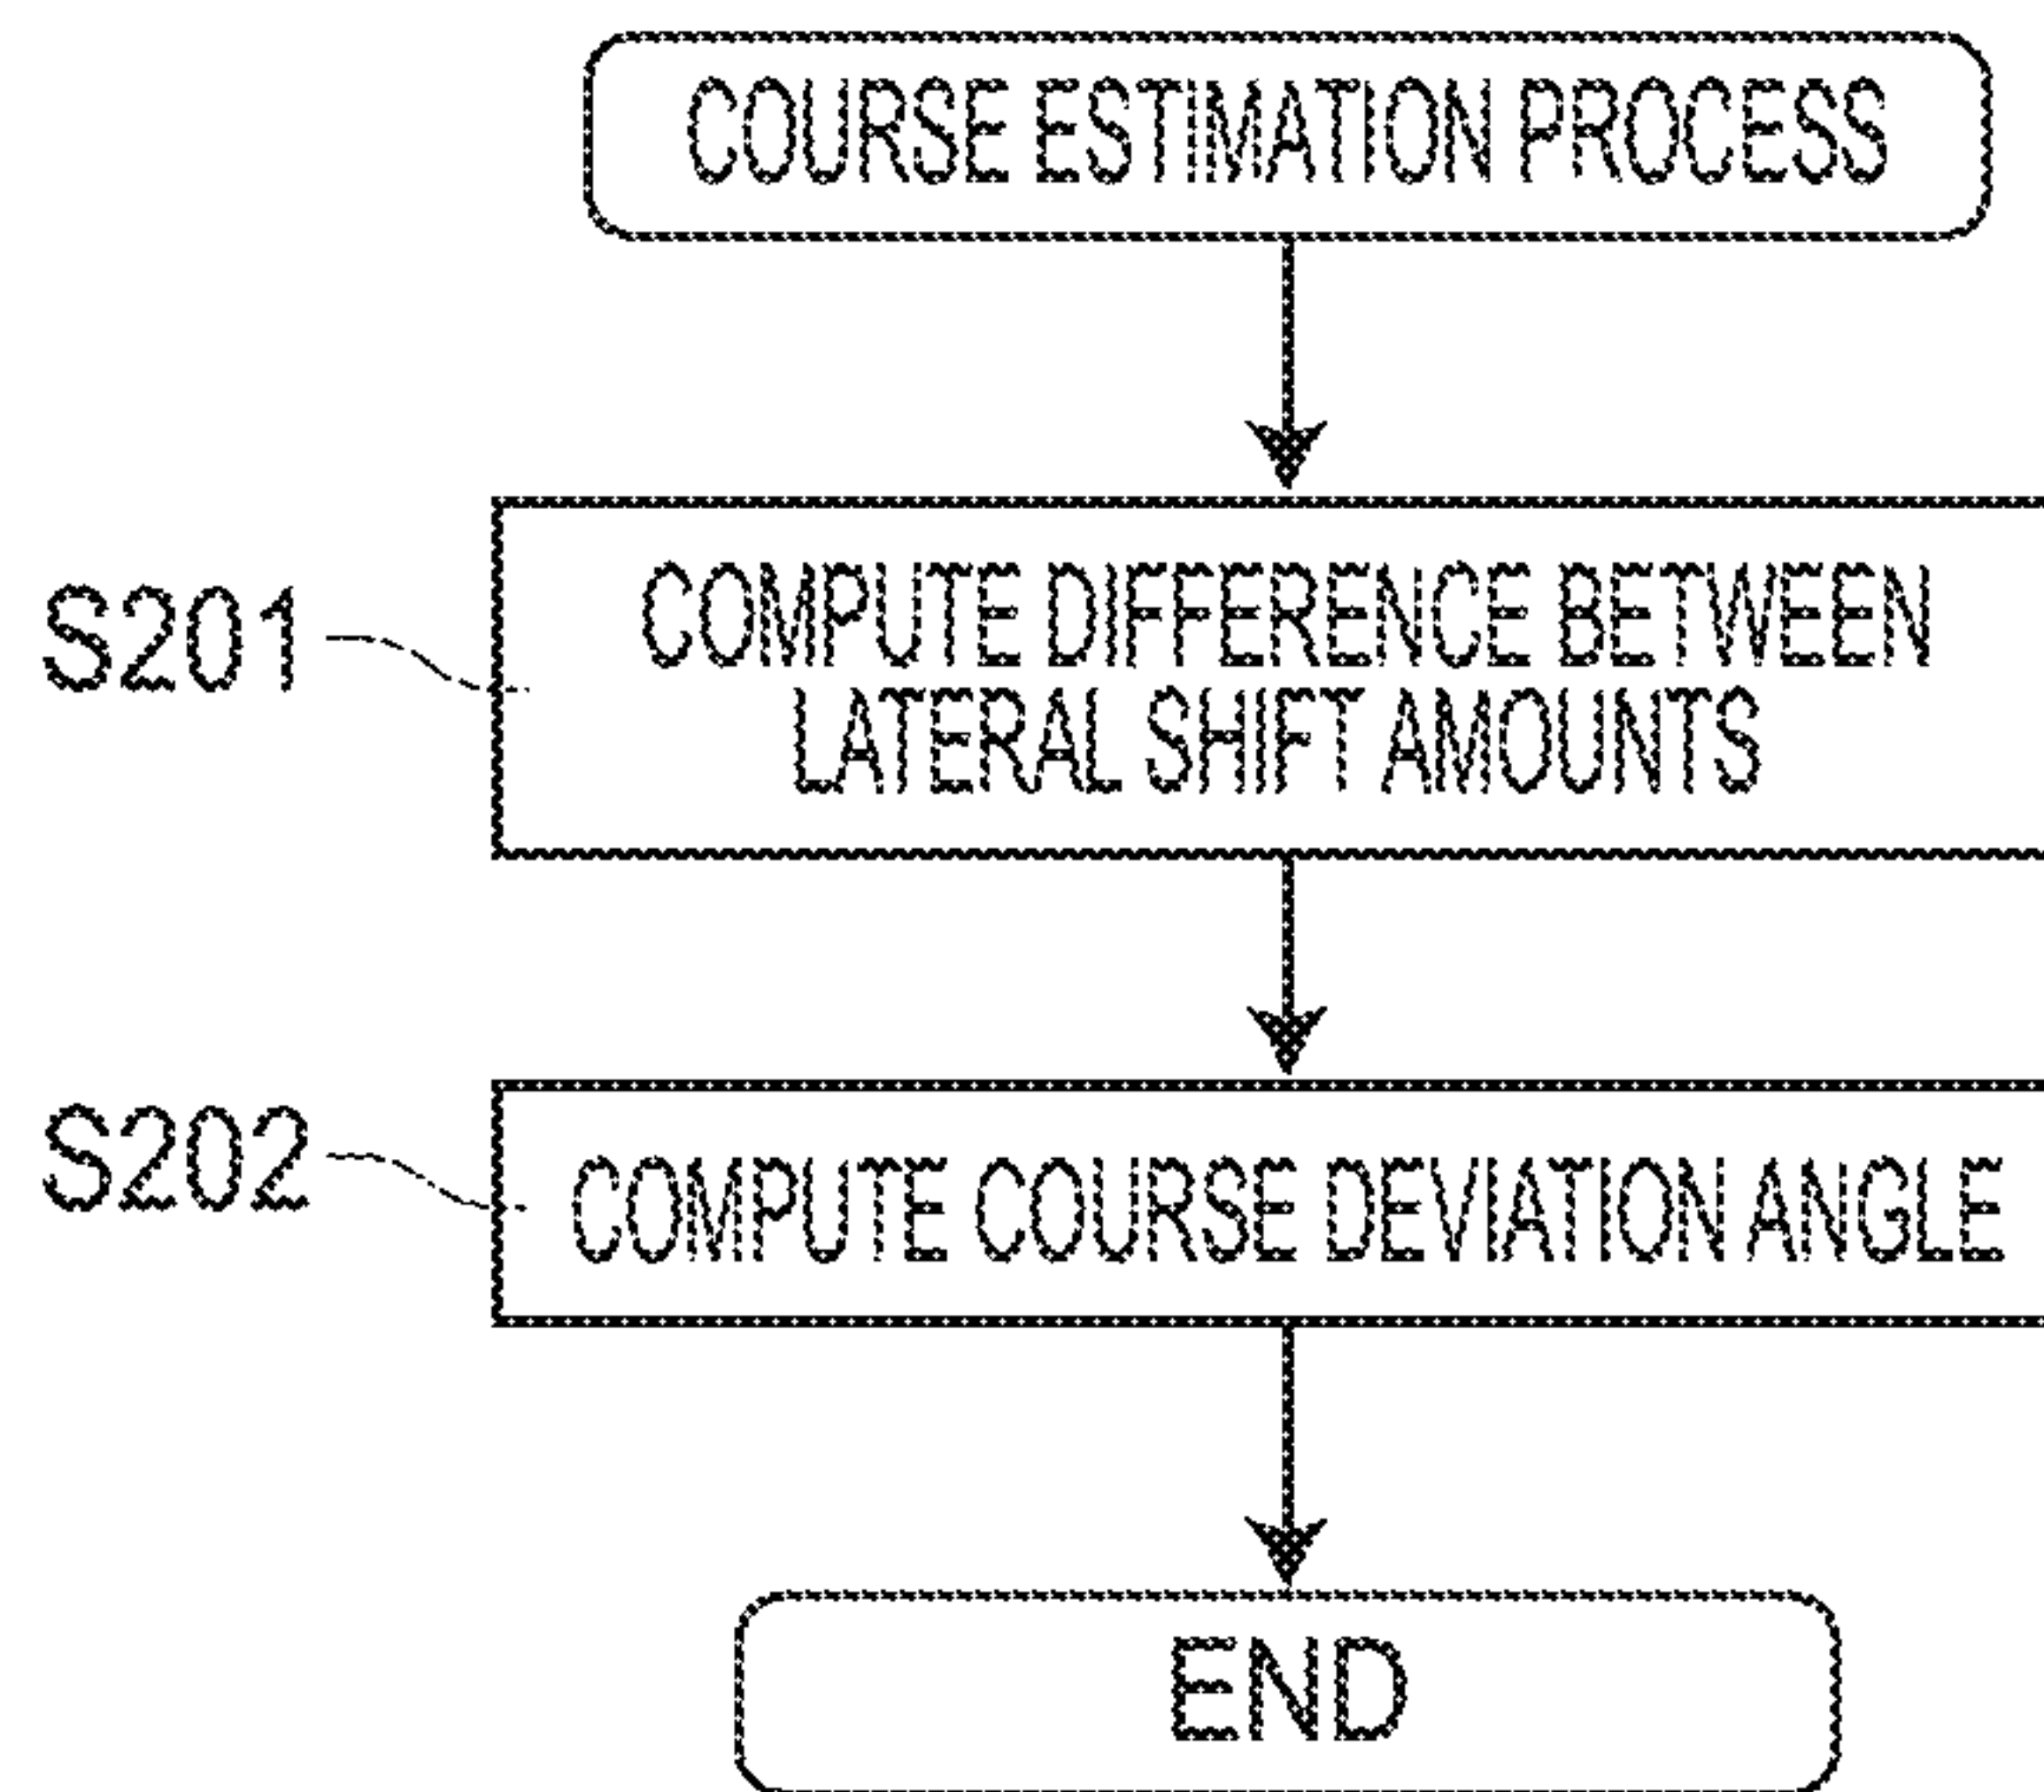 COURSE ESTIMATION PROCESS
S201
COMPUTE DIFFERENCE BETWEEN
LATERAL SHIFT AMOUNTS
S202
COMPUTE COURSE DEVIATION ANGLE
END